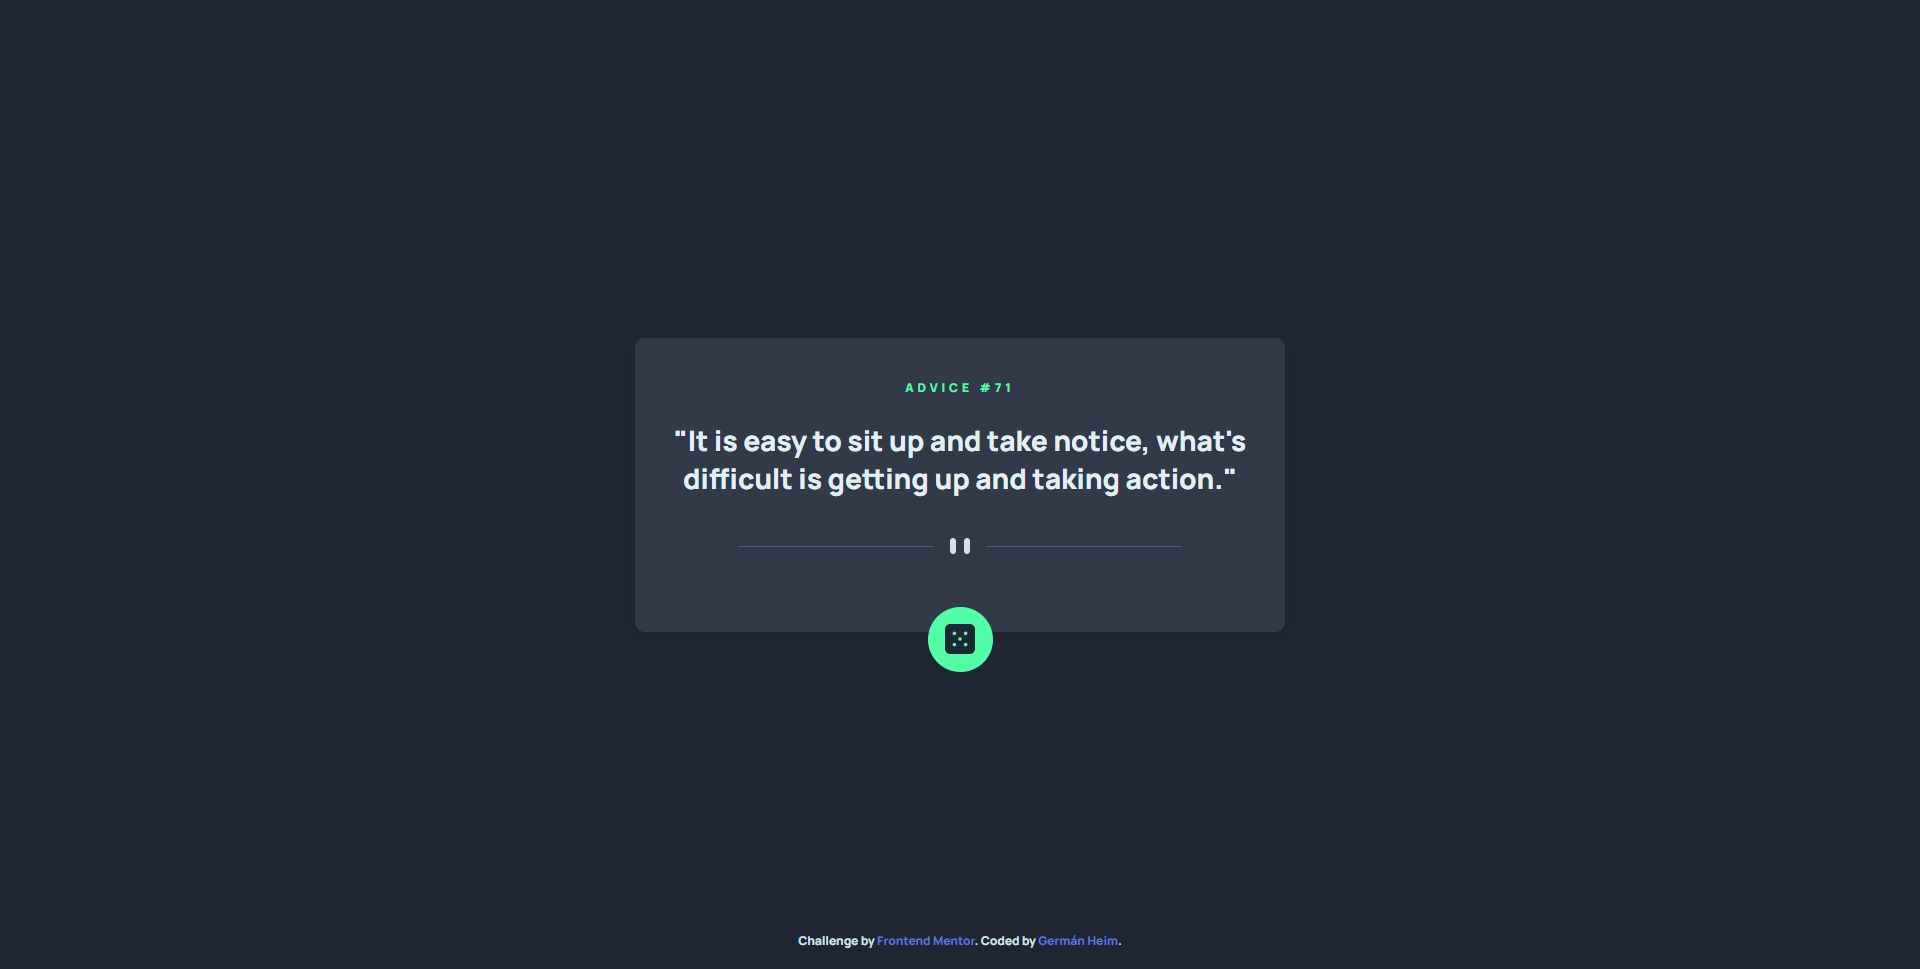 ADVICE #71
"It is easy to sit up and take notice, what's
difficult is getting up and taking action."
Challenge by Frontend Mentor. Coded by Germán Heim.